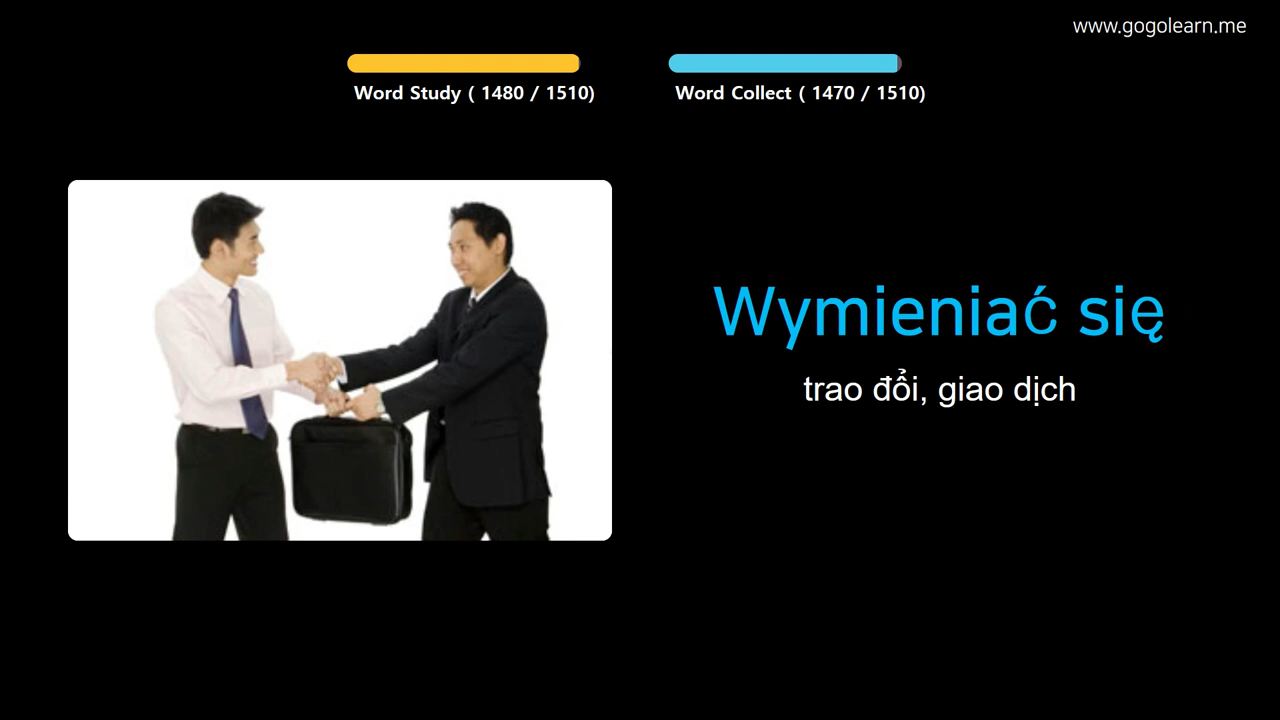 www.gogolearn.me
Word Study ( 1480 / 1510)
Word Collect ( 1470 / 1510)
Wymieniać się
trao đổi, giao dịch